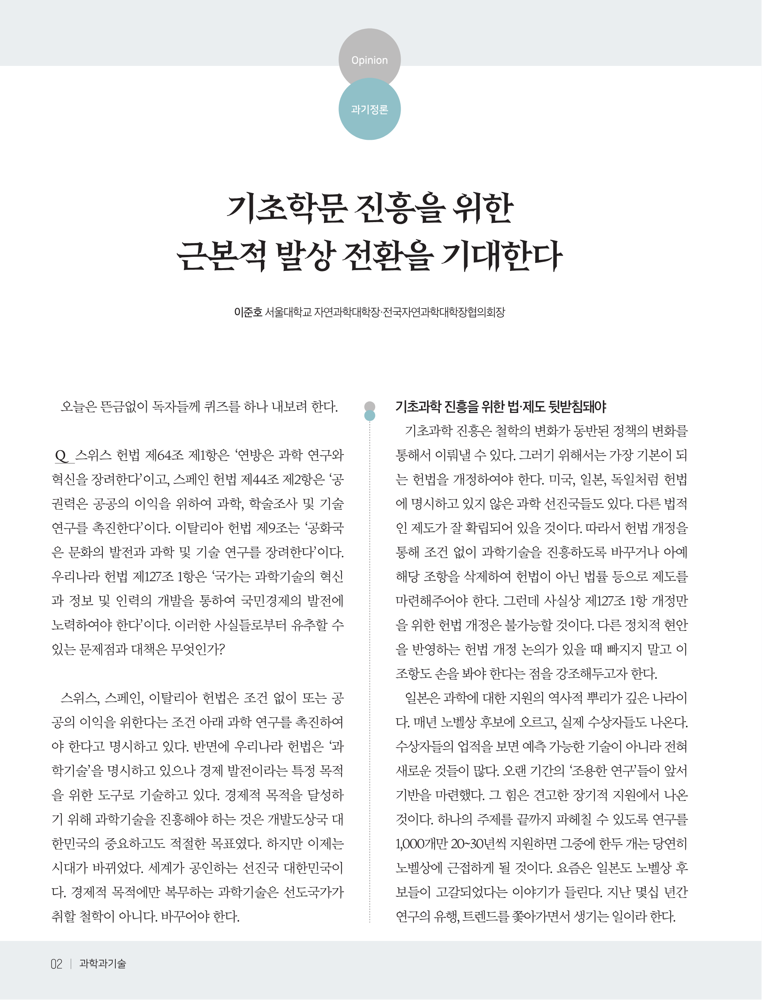 Opinion
과기정론
기초학문 진흥을 위한
근본적 발상 전환을 기대한다
이준호 서울대학교 자연과학대학장·전국자연과학대학장협의회장
오늘은 뜬금없이 독자들께 퀴즈를 하나 내보려 한다.
Q 스위스 헌법 제64조 제1항은 ‘연방은 과학 연구와
혁신을 장려한다’이고, 스페인 헌법 제44조 제2항은 ‘공
권력은 공공의 이익을 위하여 과학, 학술조사 및 기술
연구를 촉진한다’이다. 이탈리아 헌법 제9조는 ‘공화국
은 문화의 발전과 과학 및 기술 연구를 장려한다’이다.
우리나라 헌법 제127조 1항은 ‘국가는 과학기술의 혁신
과 정보 및 인력의 개발을 통하여 국민경제의 발전에
노력하여야 한다’이다. 이러한 사실들로부터 유추할 수
있는 문제점과 대책은 무엇인가?
스위스, 스페인, 이탈리아 헌법은 조건 없이 또는 공
공의 이익을 위한다는 조건 아래 과학 연구를 촉진하여
야 한다고 명시하고 있다. 반면에 우리나라 헌법은 ‘과
학기술’을 명시하고 있으나 경제 발전이라는 특정 목적
을 위한 도구로 기술하고 있다. 경제적 목적을 달성하
기 위해 과학기술을 진흥해야 하는 것은 개발도상국 대
한민국의 중요하고도 적절한 목표였다. 하지만 이제는
시대가 바뀌었다. 세계가 공인하는 선진국 대한민국이
다. 경제적 목적에만 복무하는 과학기술은 선도국가가
취할 철학이 아니다. 바꾸어야 한다.
기초과학 진흥을 위한 법·제도 뒷받침돼야
기초과학 진흥은 철학의 변화가 동반된 정책의 변화를
통해서 이뤄낼 수 있다. 그러기 위해서는 가장 기본이 되
는 헌법을 개정하여야 한다. 미국, 일본, 독일처럼 헌법
에 명시하고 있지 않은 과학 선진국들도 있다. 다른 법적
인 제도가 잘 확립되어 있을 것이다. 따라서 헌법 개정을
통해 조건 없이 과학기술을 진흥하도록 바꾸거나 아예
해당 조항을 삭제하여 헌법이 아닌 법률 등으로 제도를
마련해주어야 한다. 그런데 사실상 제127조 1항 개정만
을 위한 헌법 개정은 불가능할 것이다. 다른 정치적 현안
을 반영하는 헌법 개정 논의가 있을 때 빠지지 말고 이
조항도 손을 봐야 한다는 점을 강조해두고자 한다.
일본은 과학에 대한 지원의 역사적 뿌리가 깊은 나라이
다. 매년 노벨상 후보에 오르고, 실제 수상자들도 나온다.
수상자들의 업적을 보면 예측 가능한 기술이 아니라 전혀
새로운 것들이 많다. 오랜 기간의 ‘조용한 연구’들이 앞서
기반을 마련했다. 그 힘은 견고한 장기적 지원에서 나온
것이다. 하나의 주제를 끝까지 파헤칠 수 있도록 연구를
1,000개만 20~30년씩 지원하면 그중에 한두 개는 당연히
노벨상에 근접하게 될 것이다. 요즘은 일본도 노벨상 후
보들이 고갈되었다는 이야기가 들린다. 지난 몇십 년간
연구의 유행, 트렌드를 쫓아가면서 생기는 일이라 한다.
02 | 과학과기술